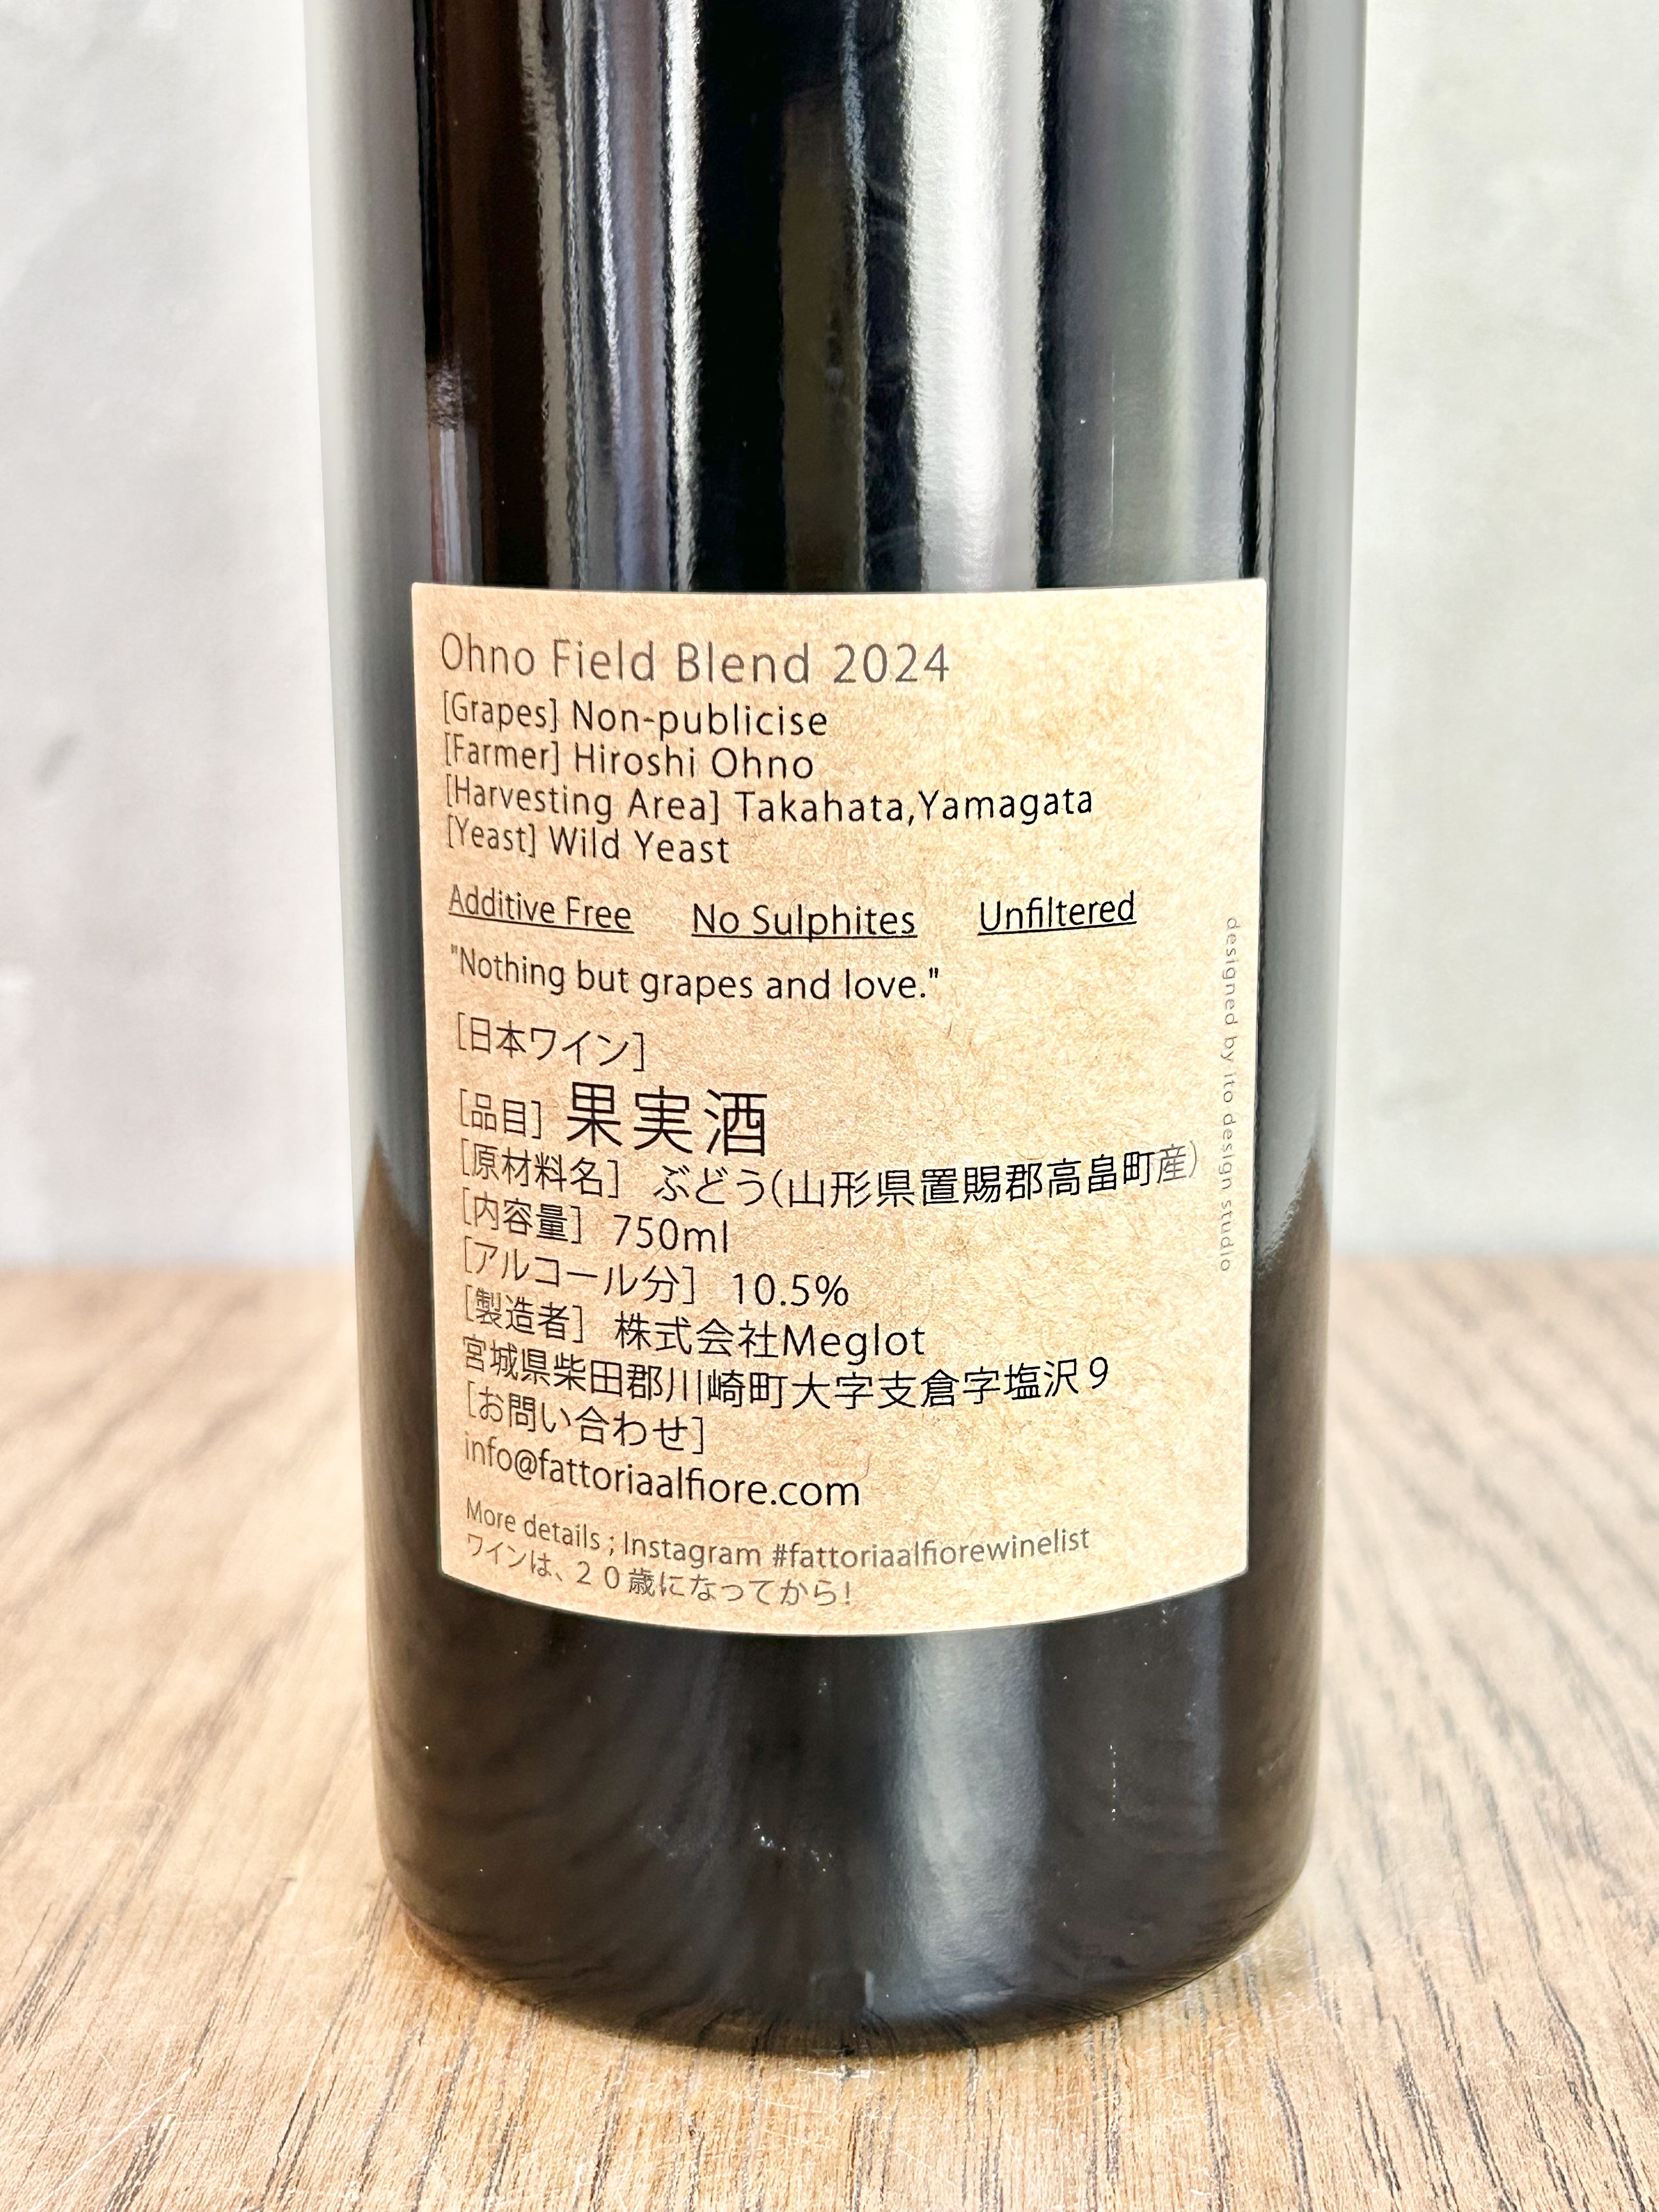 Ohno Field Blend 2024
[Grapes] Non-publicise
[Farmer] Hiroshi Ohno
[Harvesting Area] Takahata,Yamagata
[Yeast] Wild Yeast
Additive Free No Sulphites Unfiltered
"Nothing but grapes and love."
[日本ワイン]
[品目] 果実酒
[原材料名] ぶどう(山形県置賜郡高畠町産)
[内容量] 750ml
[アルコール分] 10.5%
[製造者] 株式会社Meglot
宮城県柴田郡川崎町大字支倉字塩沢9
[お問い合わせ]
info@fattoriaalfiore.com
More details ; Instagram #fattoriaalfiorewinelist
ワインは、20歳になってから!
designed by ito design studio